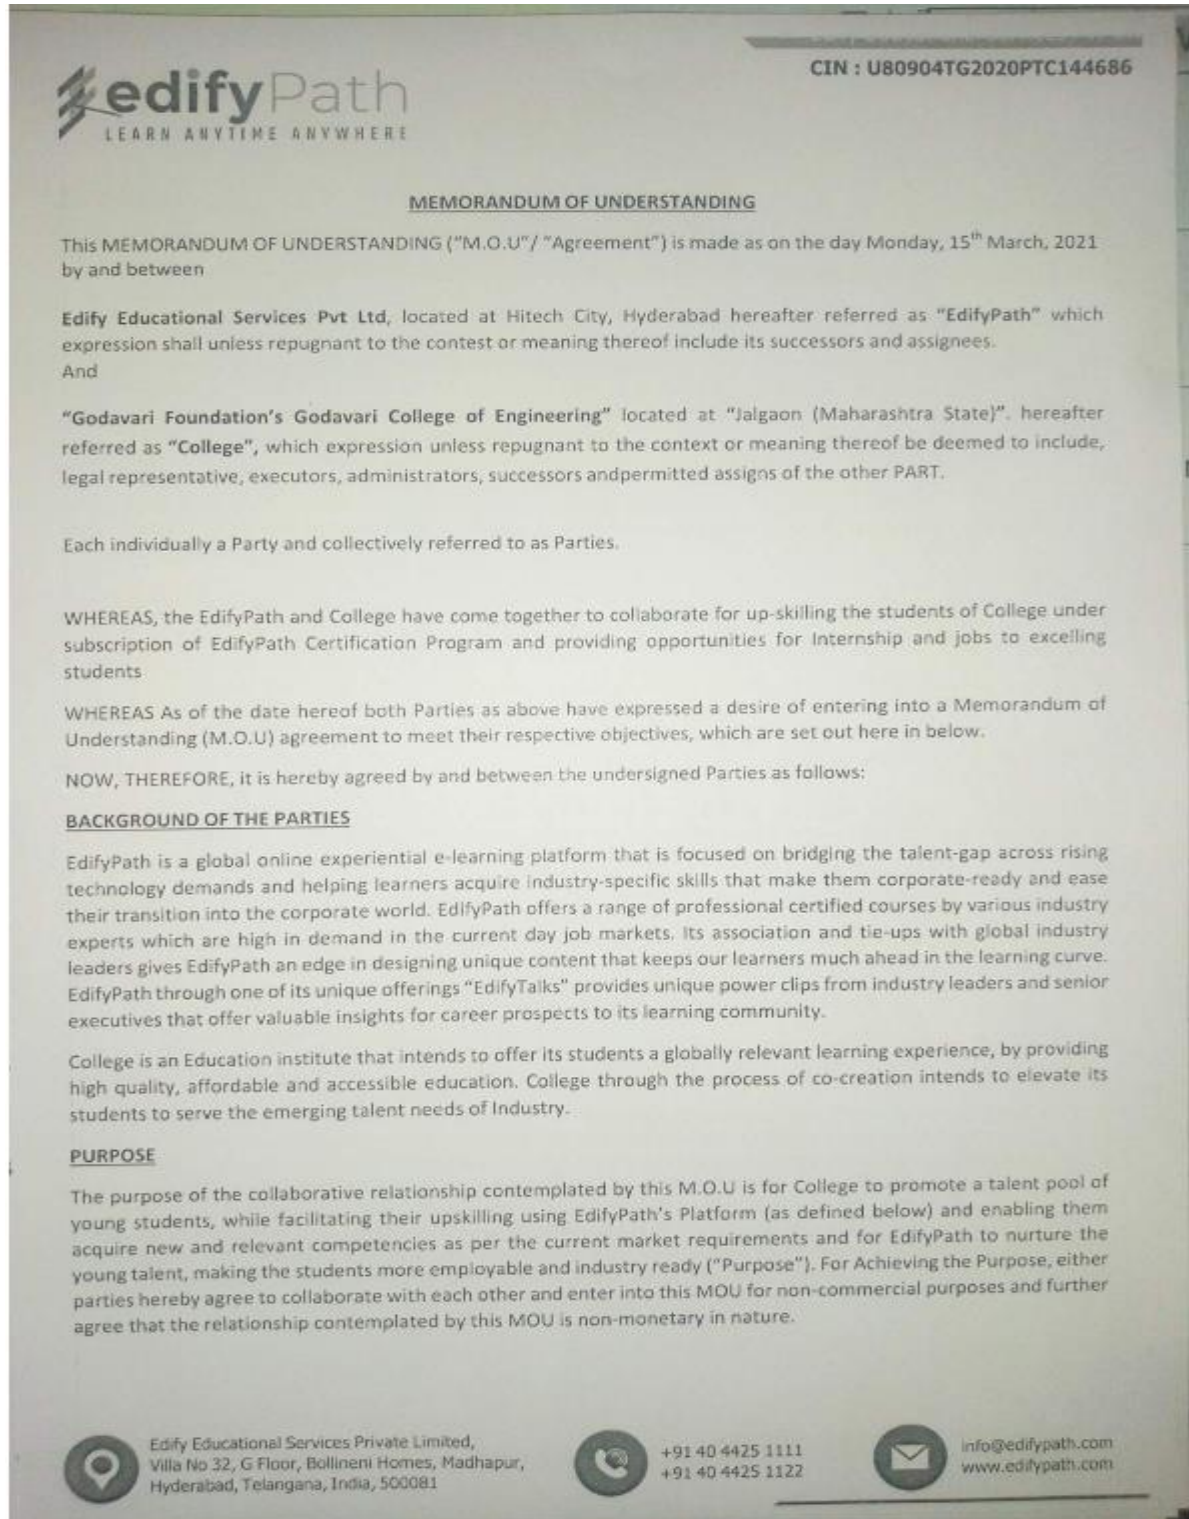 CIN : U80904TG2020PTC144686
edifyPath
LEARN ANYTIME ANYWHERE
MEMORANDUM OF UNDERSTANDING
This MEMORANDUM OF UNDERSTANDING ("M.O.U"/ "Agreement") is made as on the day Monday, 15th March, 2021
by and between
Edify Educational Services Pvt Ltd, located at Hitech City, Hyderabad hereafter referred as "EdifyPath" which
expression shall unless repugnant to the contest or meaning thereof include its successors and assignees.
And
"Godavari Foundation's Godavari College of Engineering" located at "Jalgaon (Maharashtra State)". hereafter
referred as "College", which expression unless repugnant to the context or meaning thereof be deemed to include,
legal representative, executors, administrators, successors andpermitted assigns of the other PART.
Each individually a Party and collectively referred to as Parties.
WHEREAS, the EdifyPath and College have come together to collaborate for up-skilling the students of College under
subscription of EdifyPath Certification Program and providing opportunities for Internship and jobs to excelling
students
WHEREAS As of the date hereof both Parties as above have expressed a desire of entering into a Memorandum of
Understanding (M.O.U) agreement to meet their respective objectives, which are set out here in below.
NOW, THEREFORE, it is hereby agreed by and between the undersigned Parties as follows:
BACKGROUND OF THE PARTIES
EdifyPath is a global online experiential e-learning platform that is focused on bridging the talent-gap across rising
technology demands and helping learners acquire industry-specific skills that make them corporate-ready and ease
their transition into the corporate world. EdifyPath offers a range of professional certified courses by various industry
experts which are high in demand in the current day job markets. Its association and tie-ups with global industry
leaders gives EdifyPath an edge in designing unique content that keeps our learners much ahead in the learning curve.
EdifyPath through one of its unique offerings "EdifyTalks" provides unique power clips from industry leaders and senior
executives that offer valuable insights for career prospects to its learning community.
College is an Education institute that intends to offer its students a globally relevant learning experience, by providing
high quality, affordable and accessible education. College through the process of co-creation intends to elevate its
students to serve the emerging talent needs of Industry.
PURPOSE
The purpose of the collaborative relationship contemplated by this M.O.U is for College to promote a talent pool of
young students, while facilitating their upskilling using EdifyPath's Platform (as defined below) and enabling them
acquire new and relevant competencies as per the current market requirements and for EdifyPath to nurture the
young talent, making the students more employable and industry ready ("Purpose"). For Achieving the Purpose, either
parties hereby agree to collaborate with each other and enter into this MOU for non-commercial purposes and further
agree that the relationship contemplated by this MOU is non-monetary in nature.
Edify Educational Services Private Limited,
Villa No 32, G Floor, Bollineni Homes, Madhapur,
Hyderabad, Telangana, India, 500081
+91 40 4425 1111
+91 40 4425 1122
info@edifypath.com
www.edifypath.com